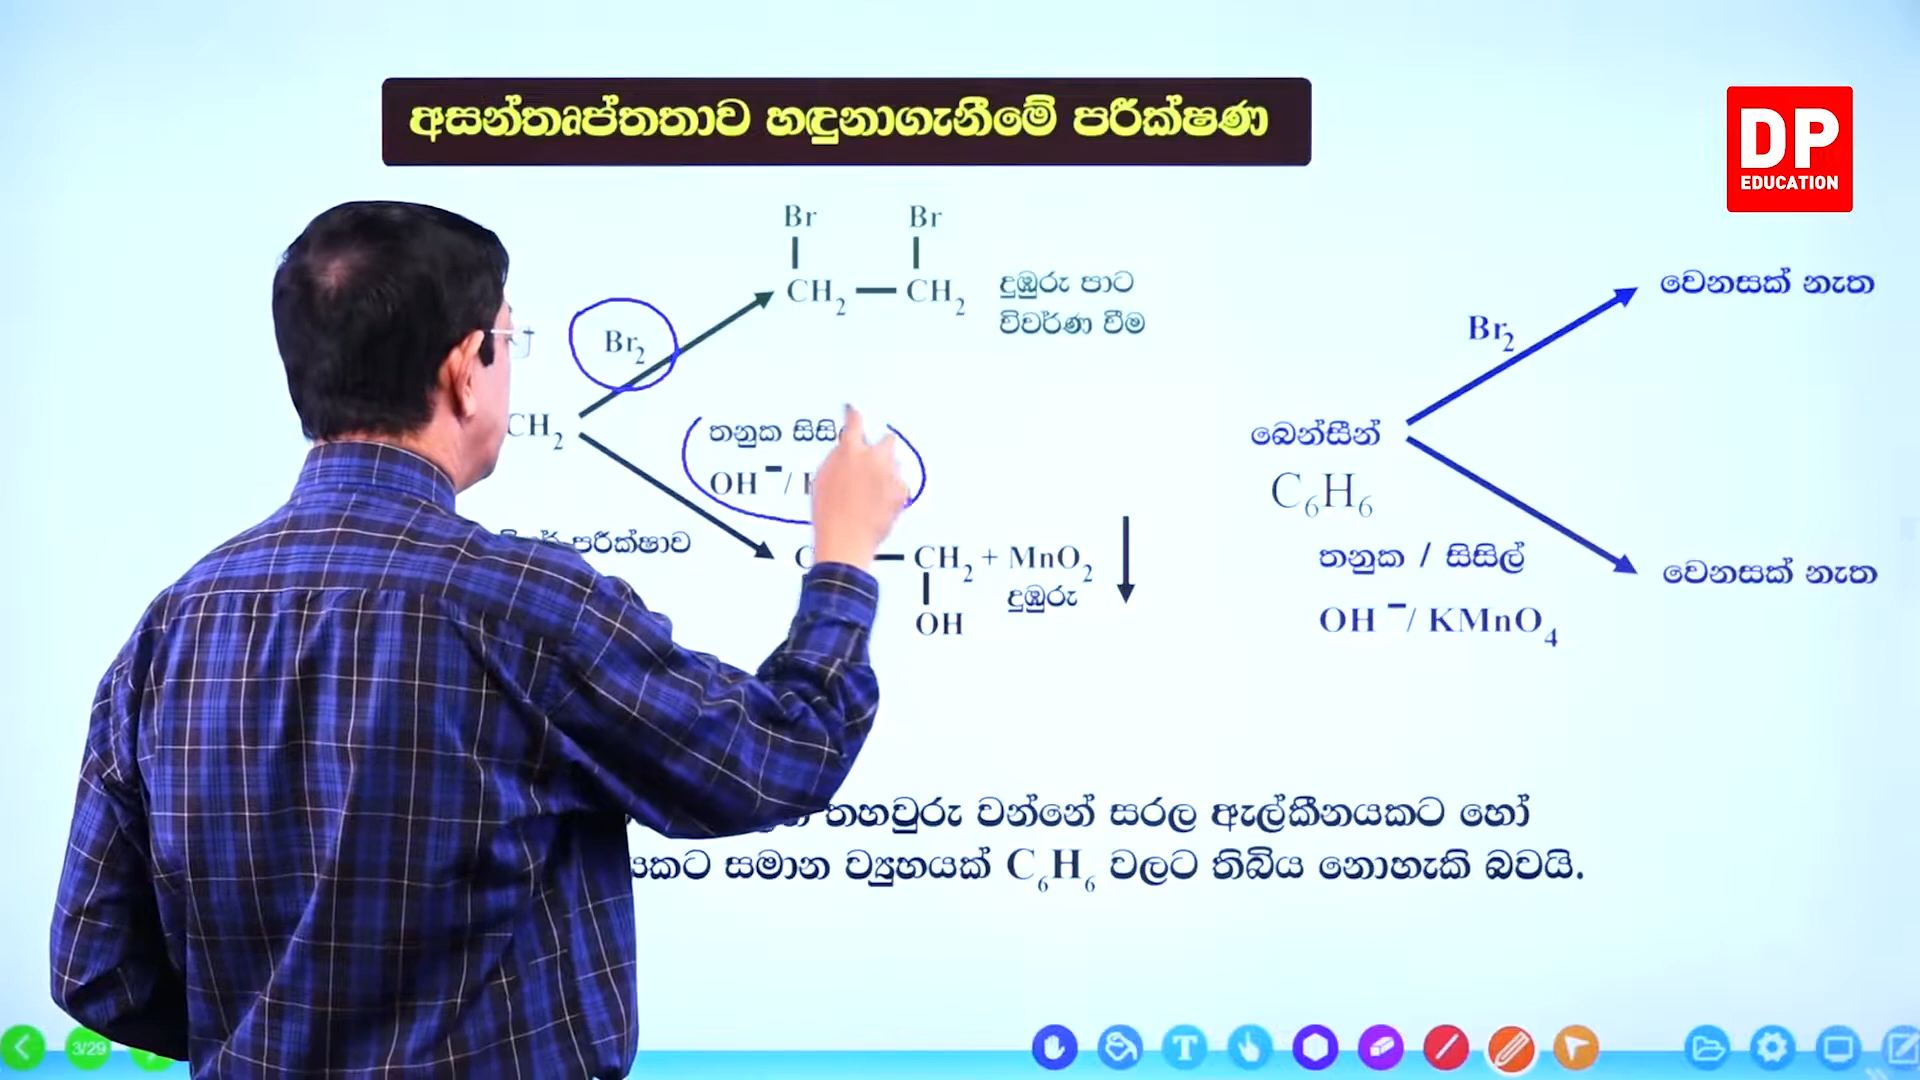 අසන්තෘප්තතාව හඳුනාගැනීමේ පරීක්ෂණ
DP
EDUCATION
Br Br
CH2 — CH2
දුඹුරු පාට
විවර්ණ වීම
Br2
CH2
තනුක
OH⁻/
පරීක්ෂාව
CH2 + MnO2
දුඹුරු
OH
වෙනසක් නැත
Br2
බෙන්සීන්
C6H6
තනුක / සිසිල්
OH⁻/ KMnO4
වෙනසක් නැත
තහවුරු වන්නේ සරල ඇල්කීනයකට හෝ
සමාන ව්‍යුහයක් C6H6 වලට තිබිය නොහැකි බවයි.
3/29